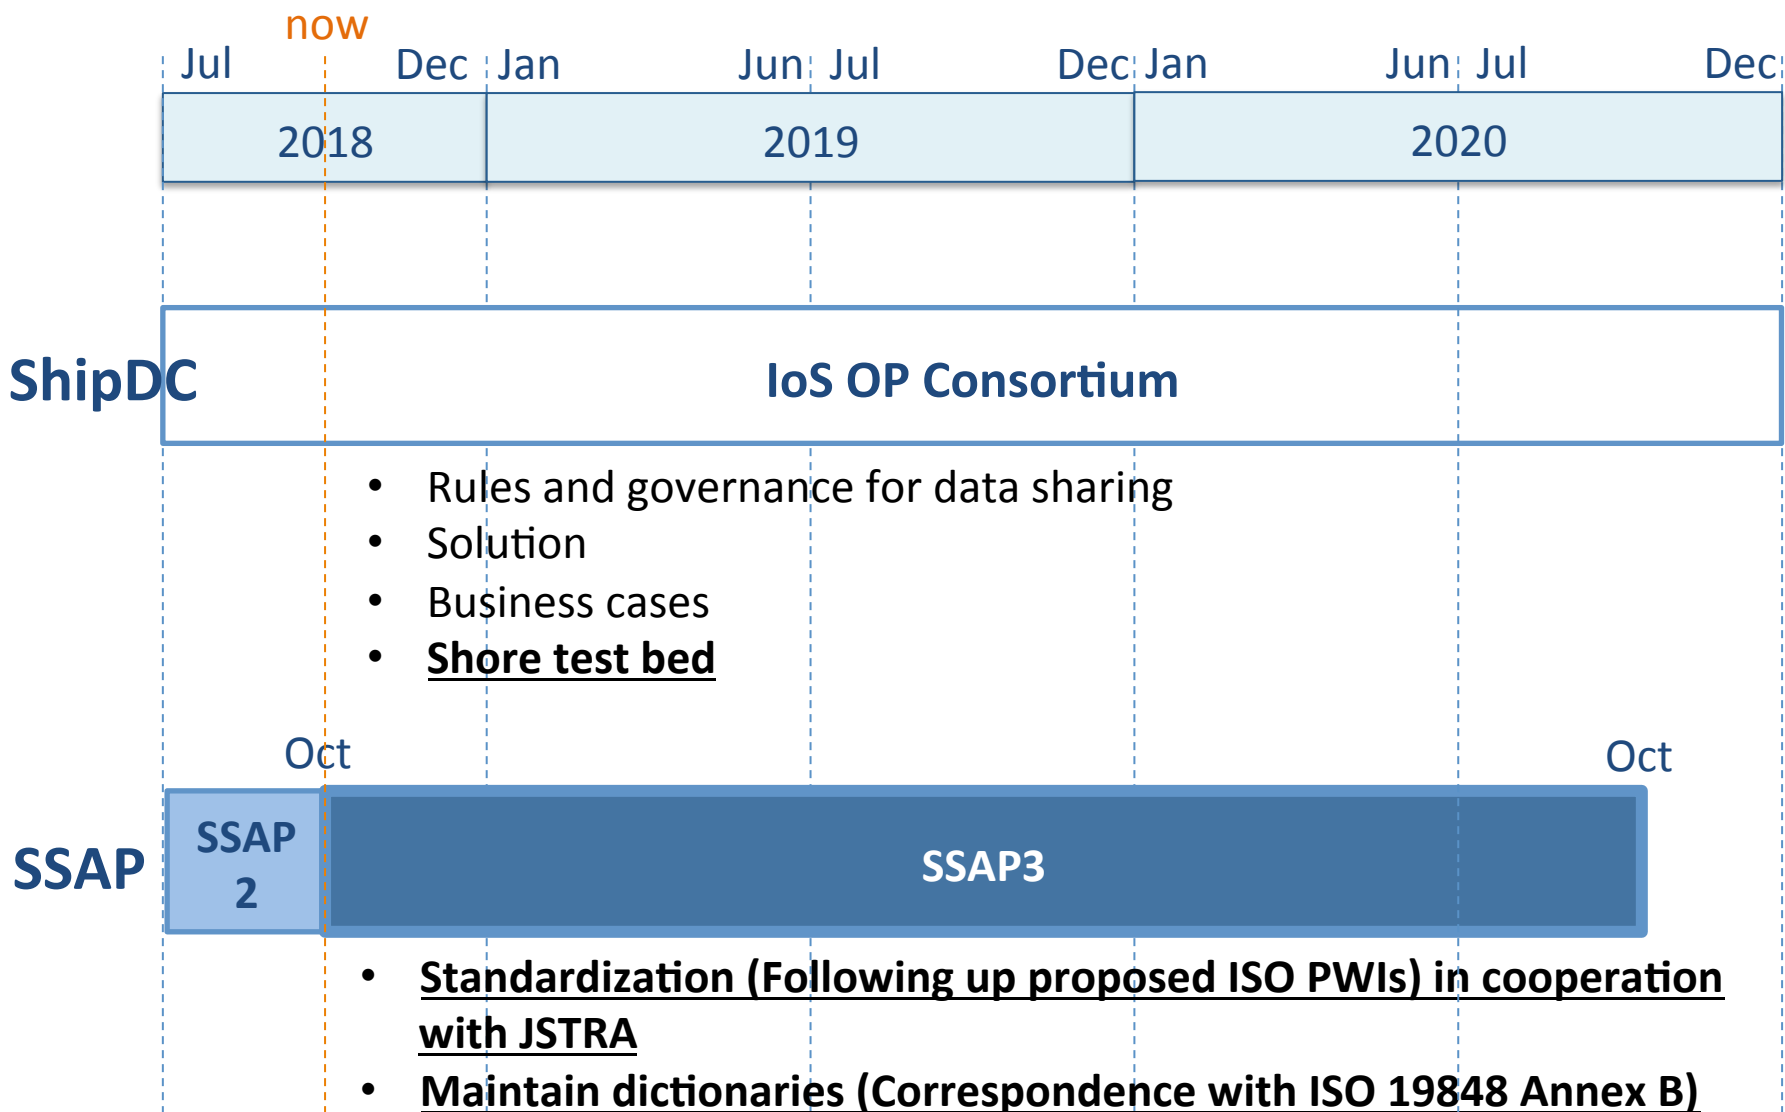 now
Jul Dec Jan Jun Jul Dec Jan Jun Jul Dec
2018 2019 2020
ShipDC IoS OP Consortium
• Rules and governance for data sharing
• Solution
• Business cases
• Shore test bed
Oct Oct
SSAP
SSAP
2
SSAP3
• Standardization (Following up proposed ISO PWIs) in cooperation
with JSTRA
• Maintain dictionaries (Correspondence with ISO 19848 Annex B)